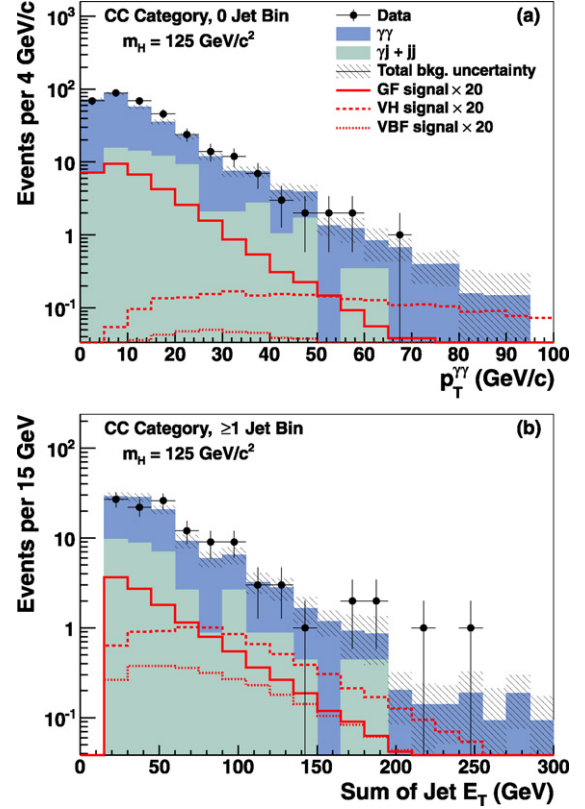 CC Category, 0 Jet Bin
m_H = 125 GeV/c²
(a)
Data
γγ
γj + jj
Total bkg. uncertainty
GF signal × 20
VH signal × 20
VBF signal × 20
Events per 4 GeV/c
10³
10²
10
1
10⁻¹
0 10 20 30 40 50 60 70 80 90 100
p_T^γγ (GeV/c)
CC Category, ≥1 Jet Bin
m_H = 125 GeV/c²
(b)
Events per 15 GeV
10²
10
1
10⁻¹
0 50 100 150 200 250 300
Sum of Jet E_T (GeV)